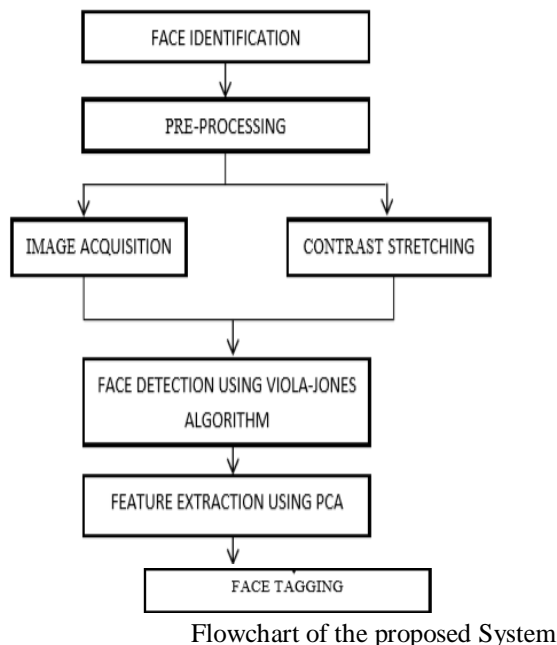 FACE IDENTIFICATION
PRE-PROCESSING
IMAGE ACQUISITION
CONTRAST STRETCHING
FACE DETECTION USING VIOLA-JONES
ALGORITHM
FEATURE EXTRACTION USING PCA
FACE TAGGING
Flowchart of the proposed System